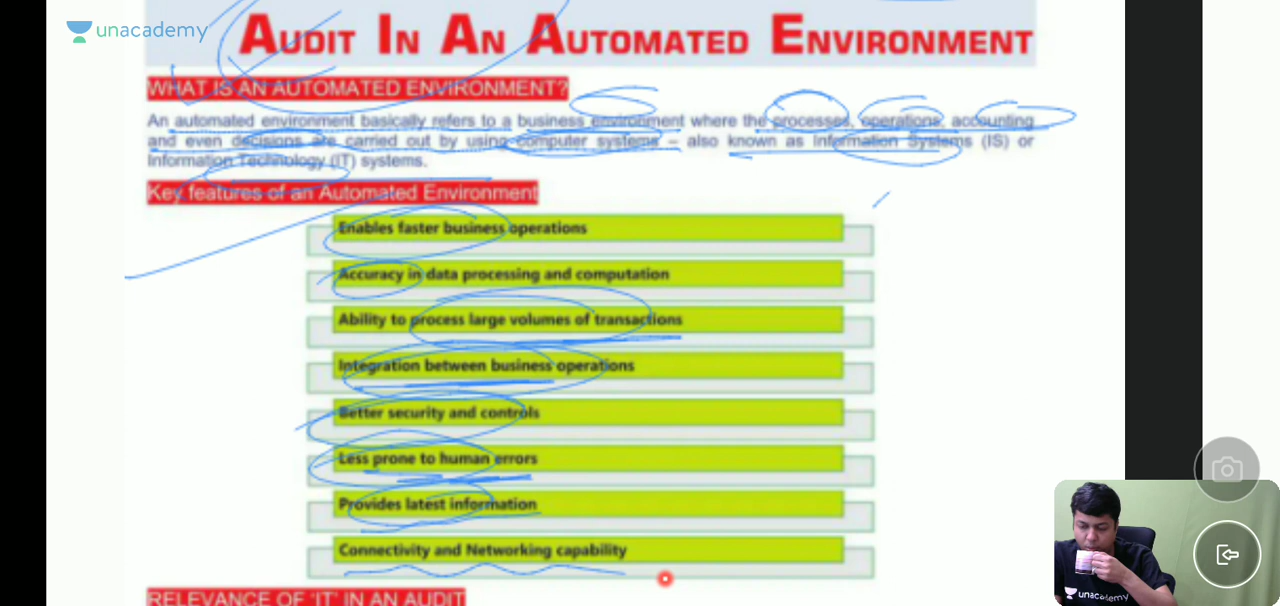 unacademy
AUDIT IN AN AUTOMATED ENVIRONMENT
WHAT IS AN AUTOMATED ENVIRONMENT?
An automated environment basically refers to a business environment where the processes, operations, accounting
and even decisions are carried out by using computer systems – also known as Information Systems (IS) or
Information Technology (IT) systems.
Key features of an Automated Environment
Enables faster business operations
Accuracy in data processing and computation
Ability to process large volumes of transactions
Integration between business operations
Better security and controls
Less prone to human errors
Provides latest information
Connectivity and Networking capability
RELEVANCE OF 'IT' IN AN AUDIT
unacademy